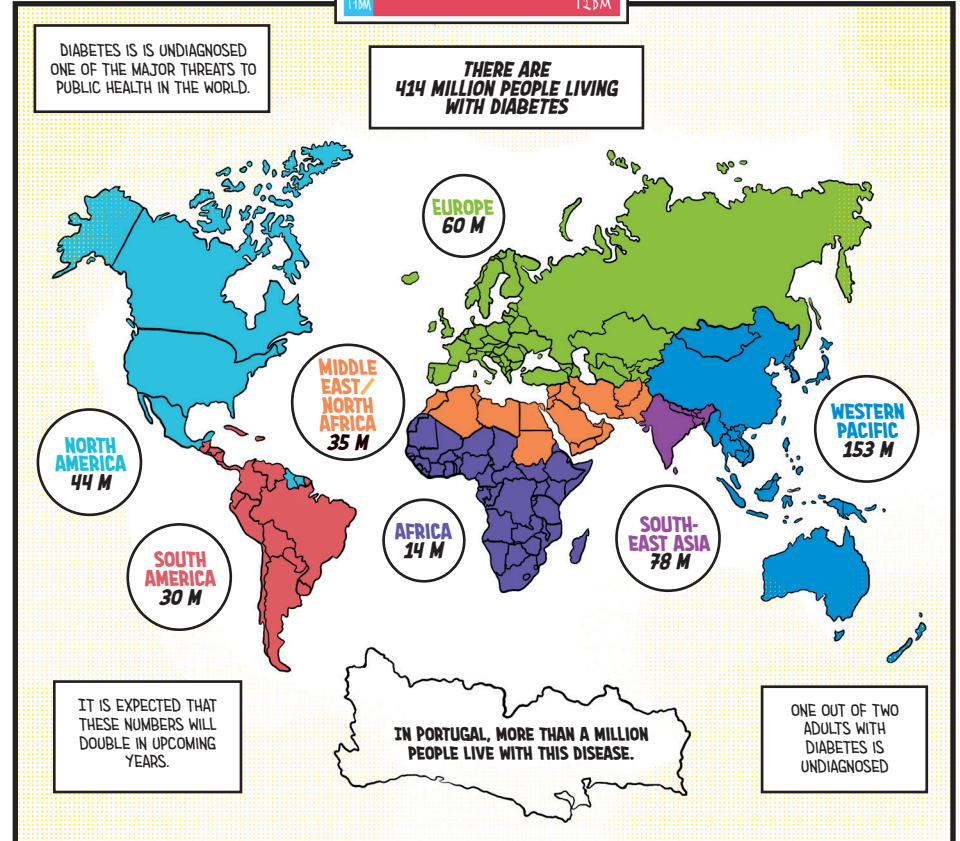 T1DM
T2DM
DIABETES IS IS UNDIAGNOSED
ONE OF THE MAJOR THREATS TO
PUBLIC HEALTH IN THE WORLD.
THERE ARE
414 MILLION PEOPLE LIVING
WITH DIABETES
EUROPE
60 M
MIDDLE
EAST/
NORTH
AFRICA
35 M
NORTH
AMERICA
44 M
WESTERN
PACIFIC
153 M
AFRICA
14 M
SOUTH-
EAST ASIA
78 M
SOUTH
AMERICA
30 M
IT IS EXPECTED THAT
THESE NUMBERS WILL
DOUBLE IN UPCOMING
YEARS.
IN PORTUGAL, MORE THAN A MILLION
PEOPLE LIVE WITH THIS DISEASE.
ONE OUT OF TWO
ADULTS WITH
DIABETES IS
UNDIAGNOSED